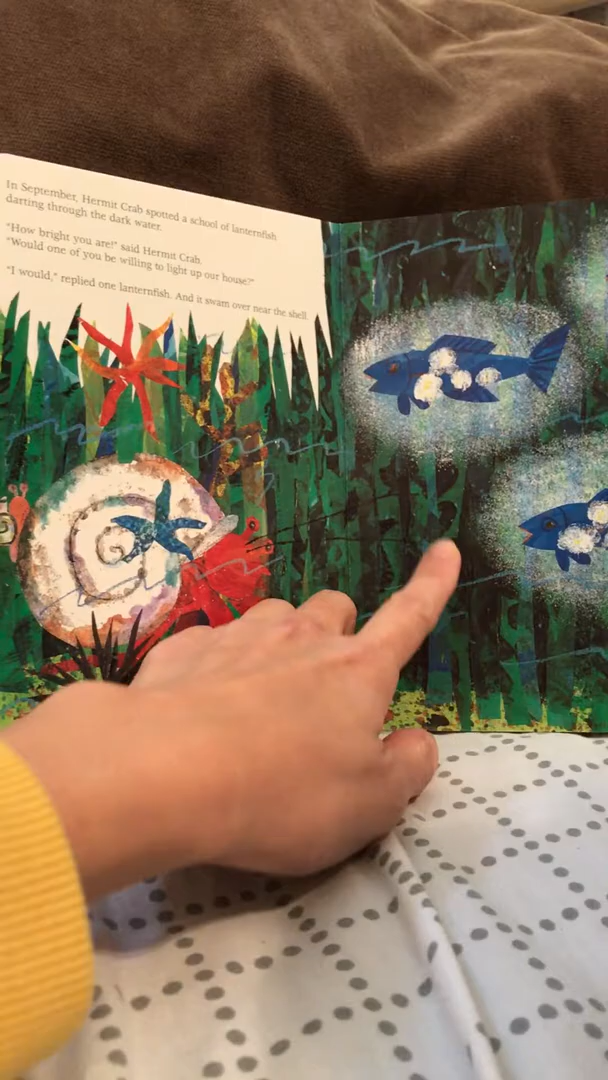 In September, Hermit Crab spotted a school of lanternfish
darting through the dark water.
"How bright you are!" said Hermit Crab.
"Would one of you be willing to light up our house?"
"I would," replied one lanternfish. And it swam over near the shell.